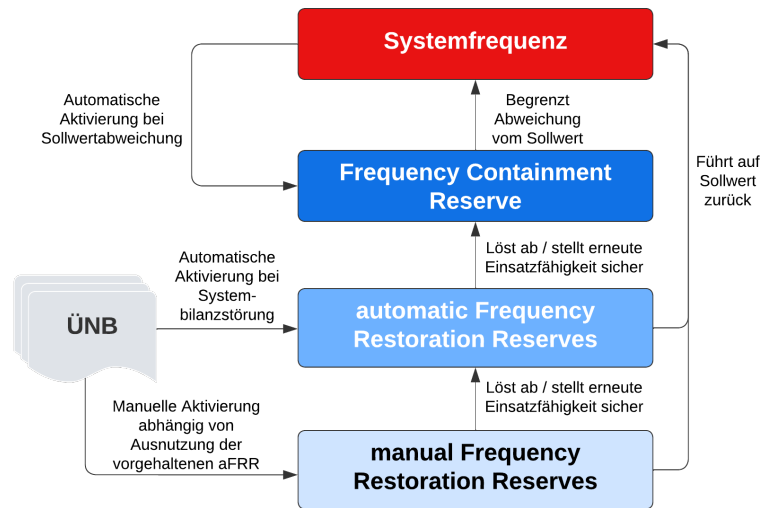 Systemfrequenz
Automatische
Aktivierung bei
Sollwertabweichung
Begrenzt
Abweichung
vom Sollwert
Frequency Containment
Reserve
Führt auf
Sollwert
zurück
Automatische
Aktivierung bei
System-
bilanzstörung
Löst ab / stellt erneute
Einsatzfähigkeit sicher
ÜNB
automatic Frequency
Restoration Reserves
Manuelle Aktivierung
abhängig von
Ausnutzung der
vorgehaltenen aFRR
Löst ab / stellt erneute
Einsatzfähigkeit sicher
manual Frequency
Restoration Reserves